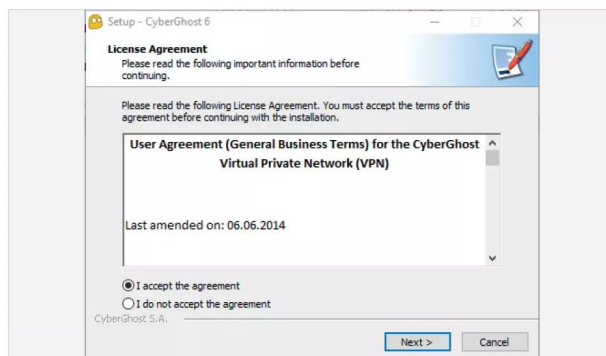 Setup - CyberGhost 6
License Agreement
Please read the following important information before
continuing.
Please read the following License Agreement. You must accept the terms of this
agreement before continuing with the installation.
User Agreement (General Business Terms) for the CyberGhost
Virtual Private Network (VPN)
Last amended on: 06.06.2014
I accept the agreement
I do not accept the agreement
CyberGhost S.A.
Next >
Cancel